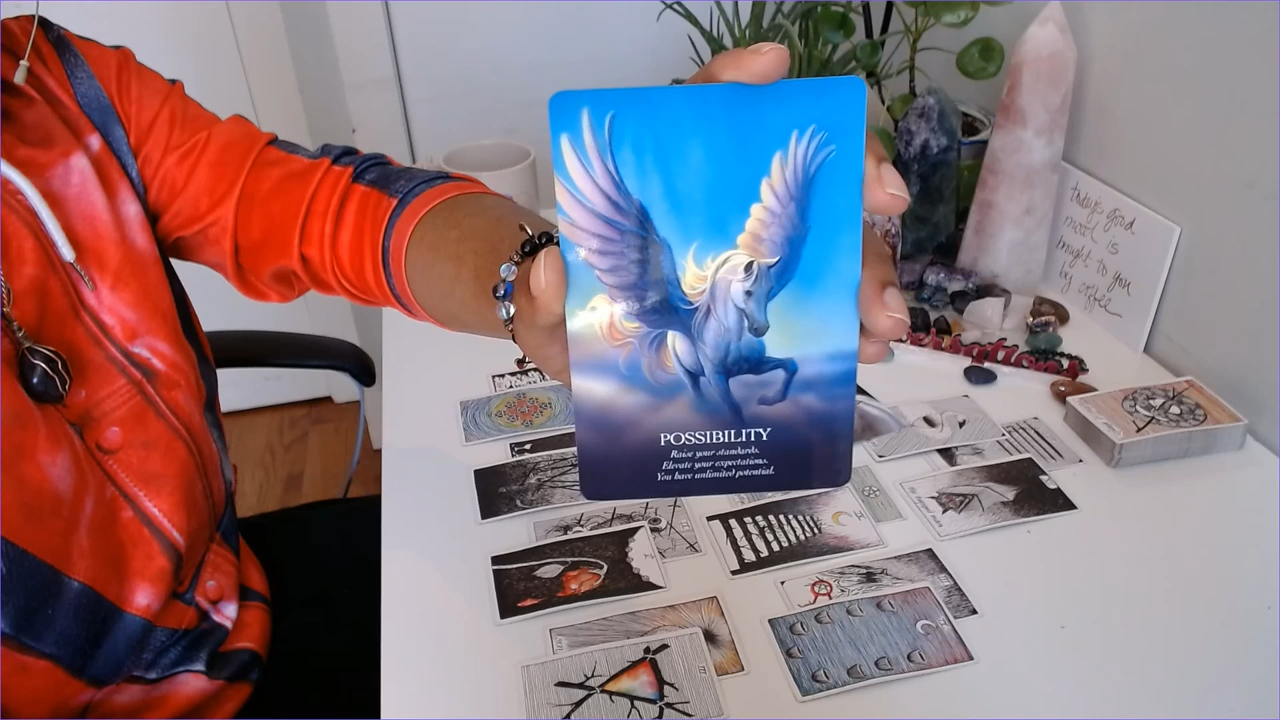 POSSIBILITY
Raise your standards.
Elevate your expectations.
You have unlimited potential.
today's good
mood is
brought to you
by coffee